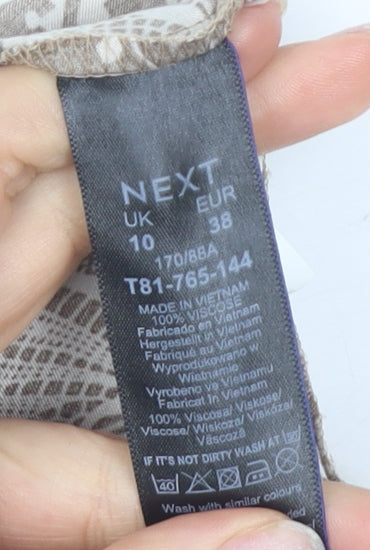 NEXT
UK EUR
10 38
170/88A
T81-765-144
MADE IN VIETNAM
100% VISCOSE
Fabricado en Vietnam
Hergestellt in Vietnam
Fabriqué au Vietnam
Wyprodukowano w
Wietnamie
Vyrobeno ve Vietnamu
Fabricat în Vietnam
100% Viscosa/ Viskose/
Viscose/ Wiskoza/ Viskóza/
Vâscoză
IF IT'S NOT DIRTY WASH AT 30
40
Wash with similar colours